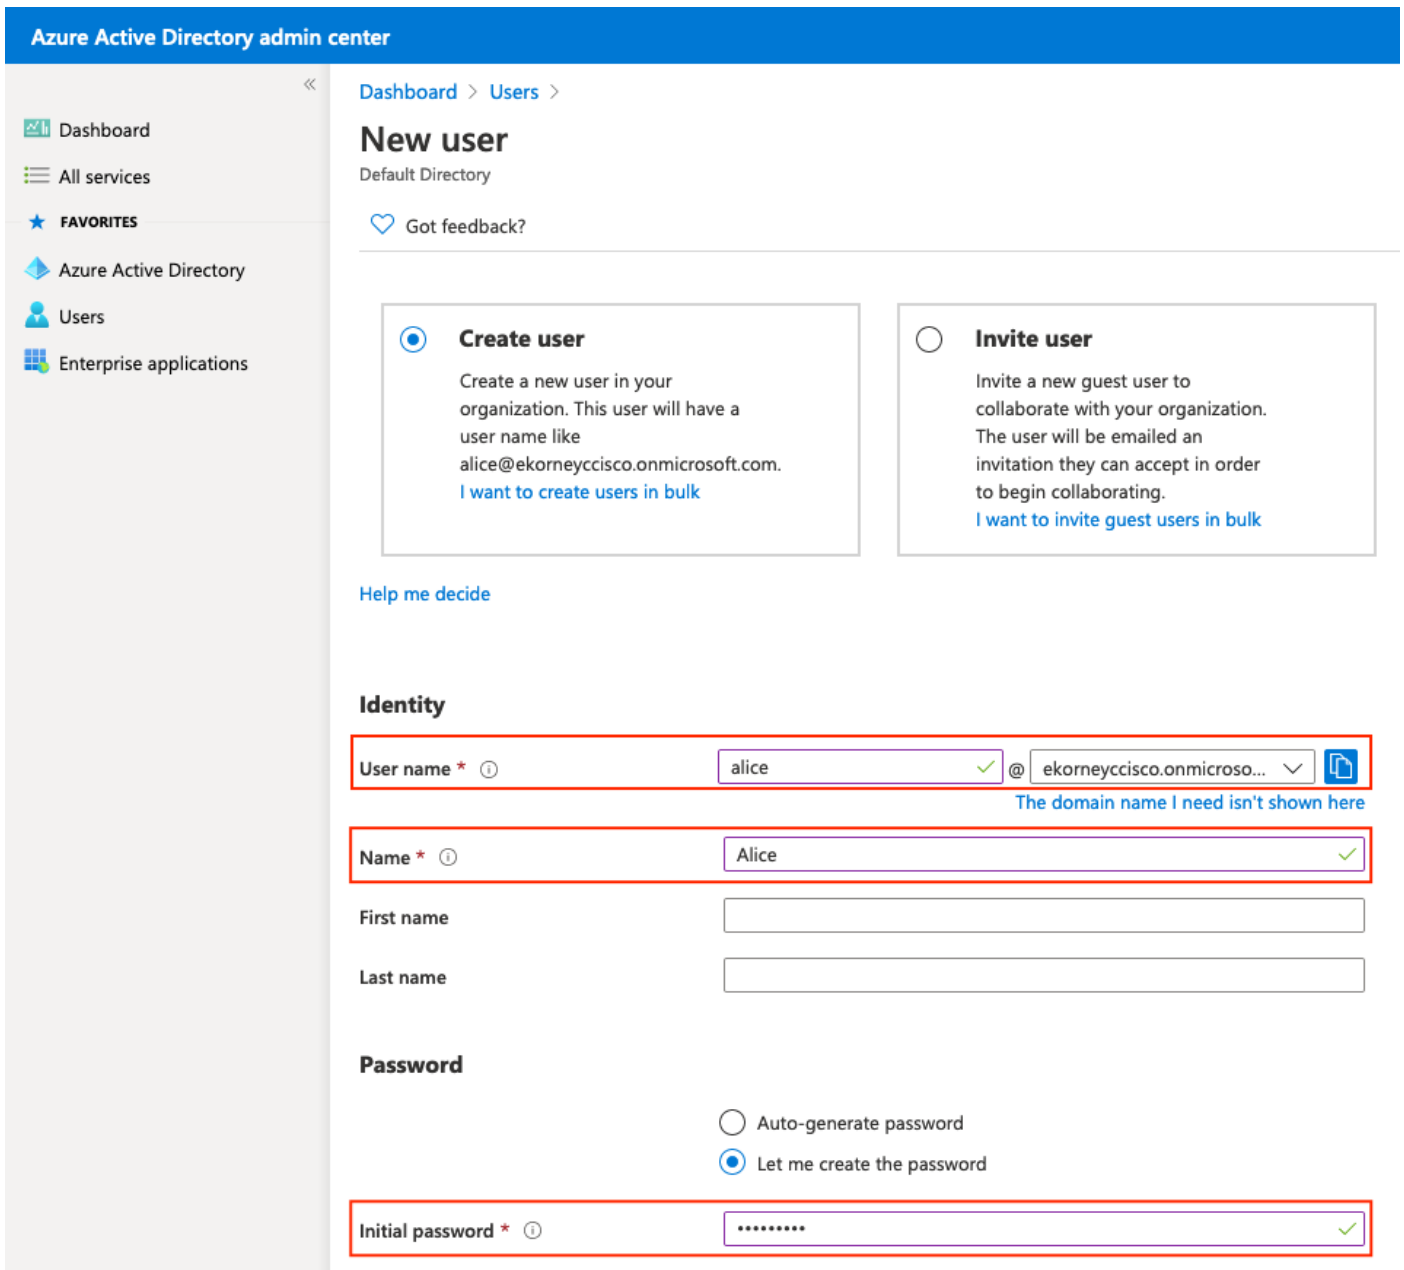 Azure Active Directory admin center
«
Dashboard
All services
FAVORITES
Azure Active Directory
Users
Enterprise applications
Dashboard > Users >
New user
Default Directory
Got feedback?
Create user
Create a new user in your
organization. This user will have a
user name like
alice@ekorneyccisco.onmicrosoft.com.
I want to create users in bulk
Invite user
Invite a new guest user to
collaborate with your organization.
The user will be emailed an
invitation they can accept in order
to begin collaborating.
I want to invite guest users in bulk
Help me decide
Identity
User name * alice @ ekorneyccisco.onmicroso...
The domain name I need isn't shown here
Name * Alice
First name
Last name
Password
Auto-generate password
Let me create the password
Initial password * •••••••••